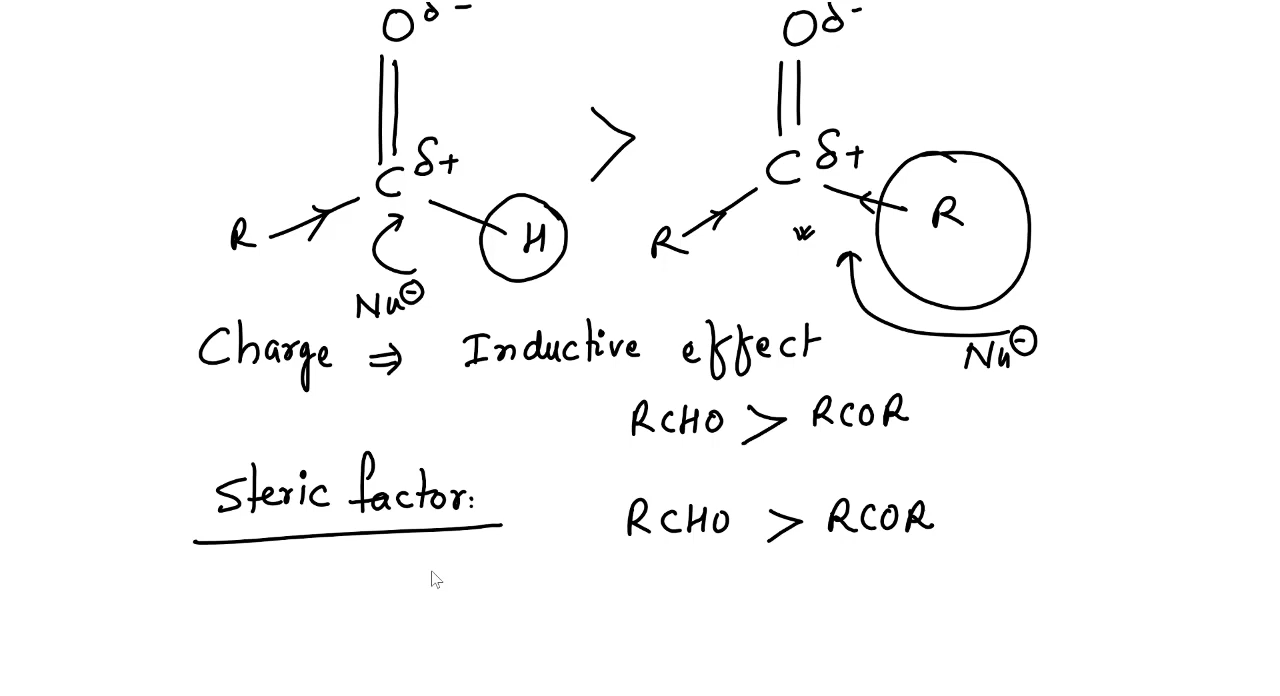 Oδ- Oδ-
Cδ+ > Cδ+
R H R R
Nu⊖ Nu⊖
Charge ⇒ Inductive effect
RCHO > RCOR
Steric factor:
RCHO > RCOR